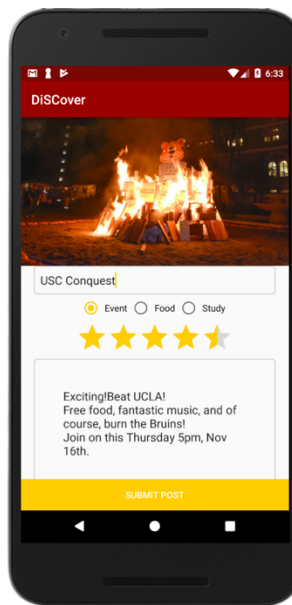 6:33
DiSCover
USC Conquest
Event Food Study
Exciting!Beat UCLA!
Free food, fantastic music, and of
course, burn the Bruins!
Join on this Thursday 5pm, Nov
16th.
SUBMIT POST